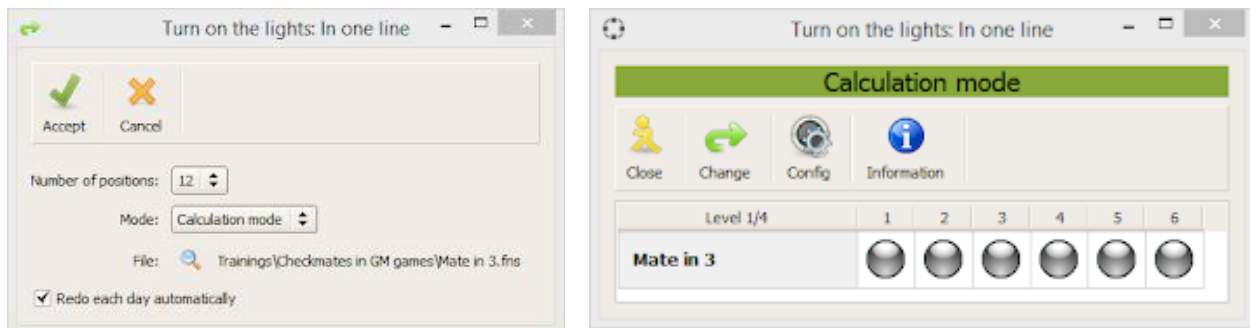 Turn on the lights: In one line
Accept Cancel
Number of positions: 12
Mode: Calculation mode
File: Trainings\Checkmates in GM games\Mate in 3.fns
Redo each day automatically
Turn on the lights: In one line
Calculation mode
Close Change Config Information
Level 1/4 1 2 3 4 5 6
Mate in 3